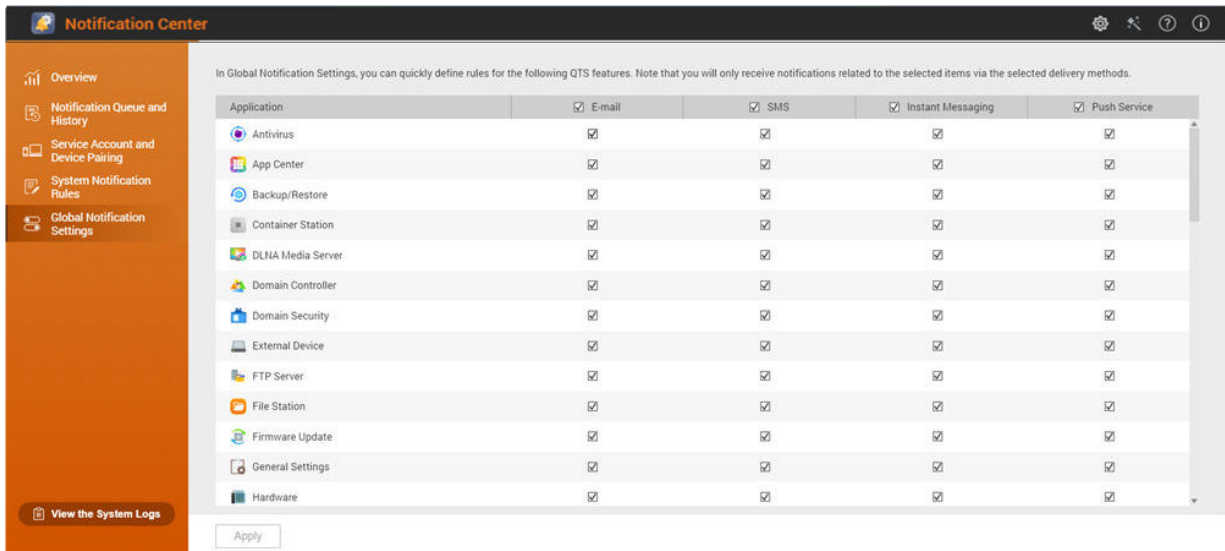 Notification Center
Overview
Notification Queue and
History
Service Account and
Device Pairing
System Notification
Rules
Global Notification
Settings
View the System Logs
In Global Notification Settings, you can quickly define rules for the following QTS features. Note that you will only receive notifications related to the selected items via the selected delivery methods.
Application E-mail SMS Instant Messaging Push Service
Antivirus
App Center
Backup/Restore
Container Station
DLNA Media Server
Domain Controller
Domain Security
External Device
FTP Server
File Station
Firmware Update
General Settings
Hardware
Apply